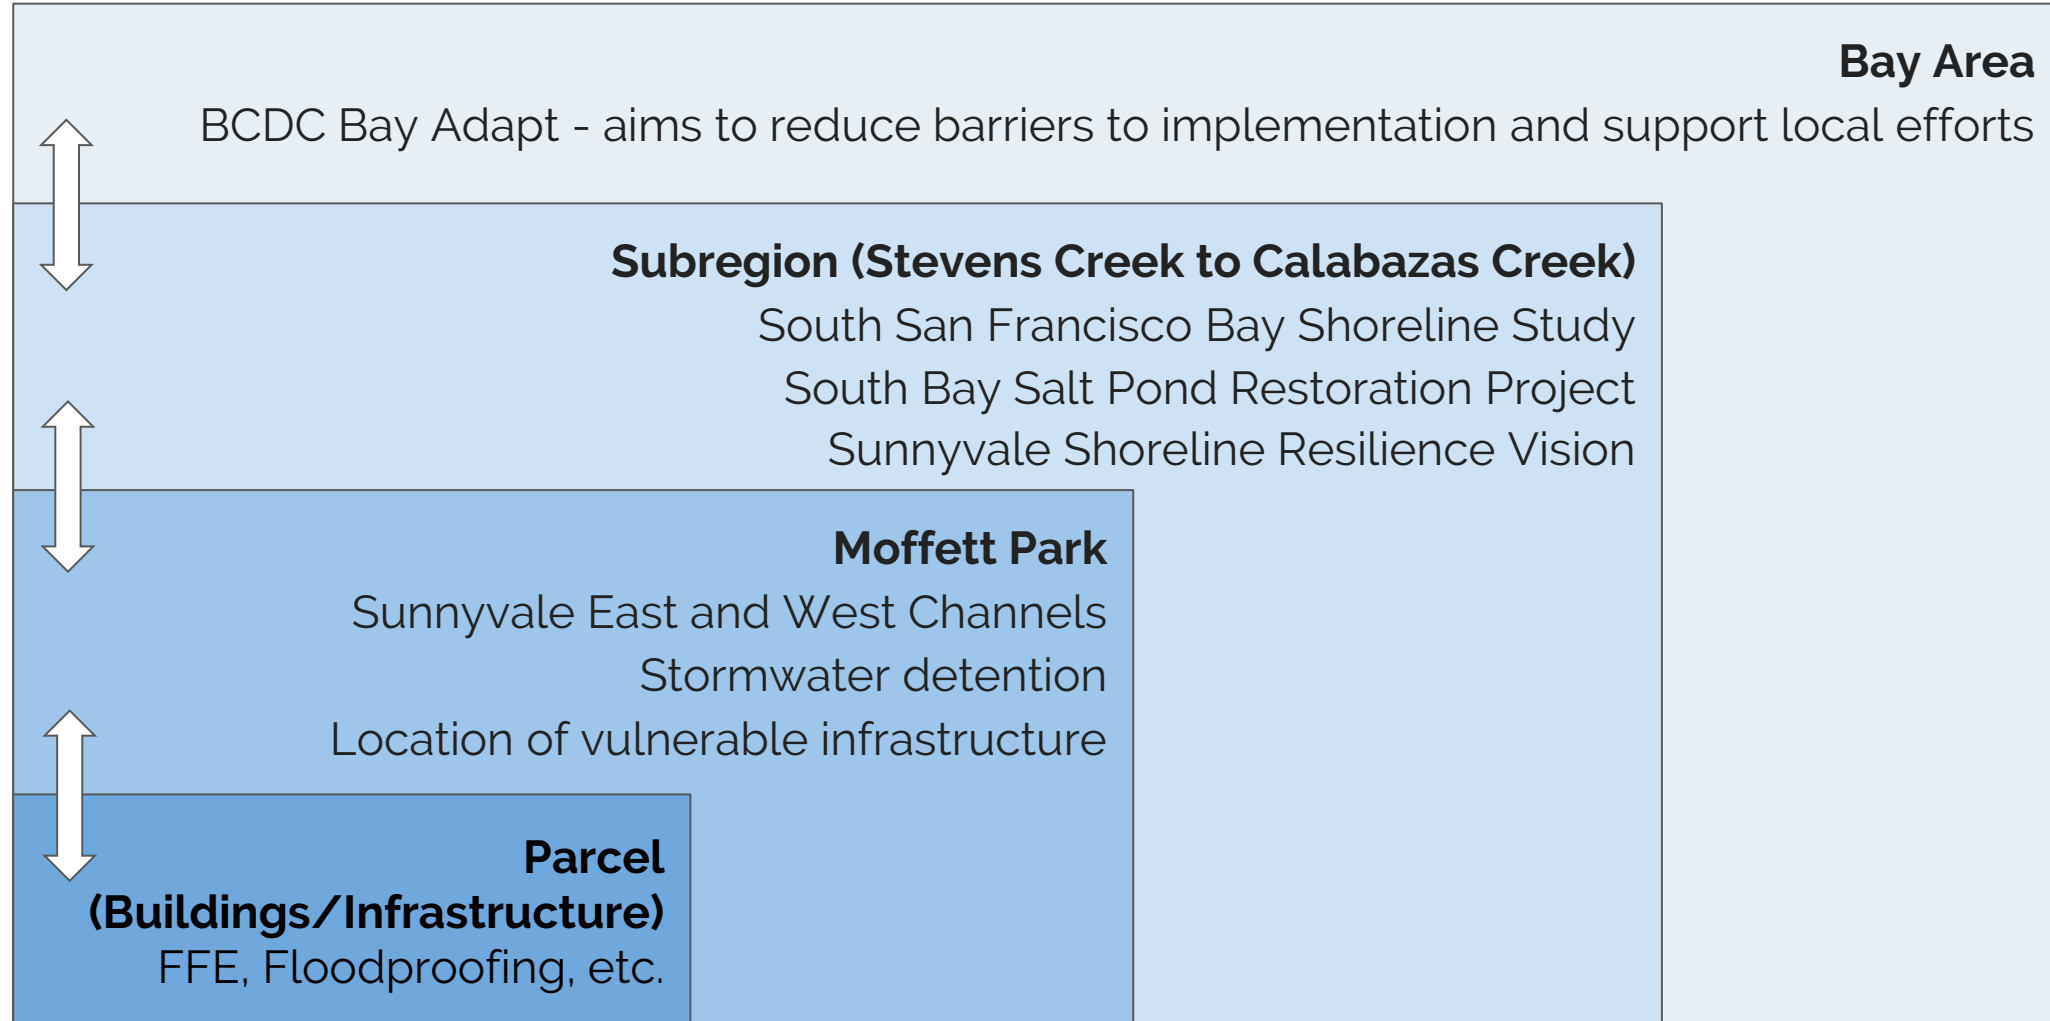 Bay Area
BCDC Bay Adapt - aims to reduce barriers to implementation and support local efforts
Subregion (Stevens Creek to Calabazas Creek)
South San Francisco Bay Shoreline Study
South Bay Salt Pond Restoration Project
Sunnyvale Shoreline Resilience Vision
Moffett Park
Sunnyvale East and West Channels
Stormwater detention
Location of vulnerable infrastructure
Parcel
(Buildings/Infrastructure)
FFE, Floodproofing, etc.